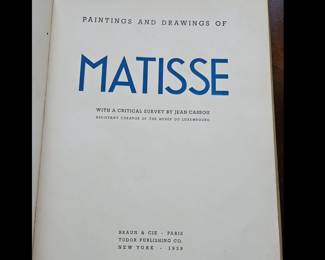 PAINTINGS AND DRAWINGS OF
MATISSE
WITH A CRITICAL SURVEY BY JEAN CASSOU
ASSISTANT CURATOR OF THE MUSÉE DU LUXEMBOURG
BRAUN & CIE - PARIS
TUDOR PUBLISHING CO.
NEW YORK - 1939